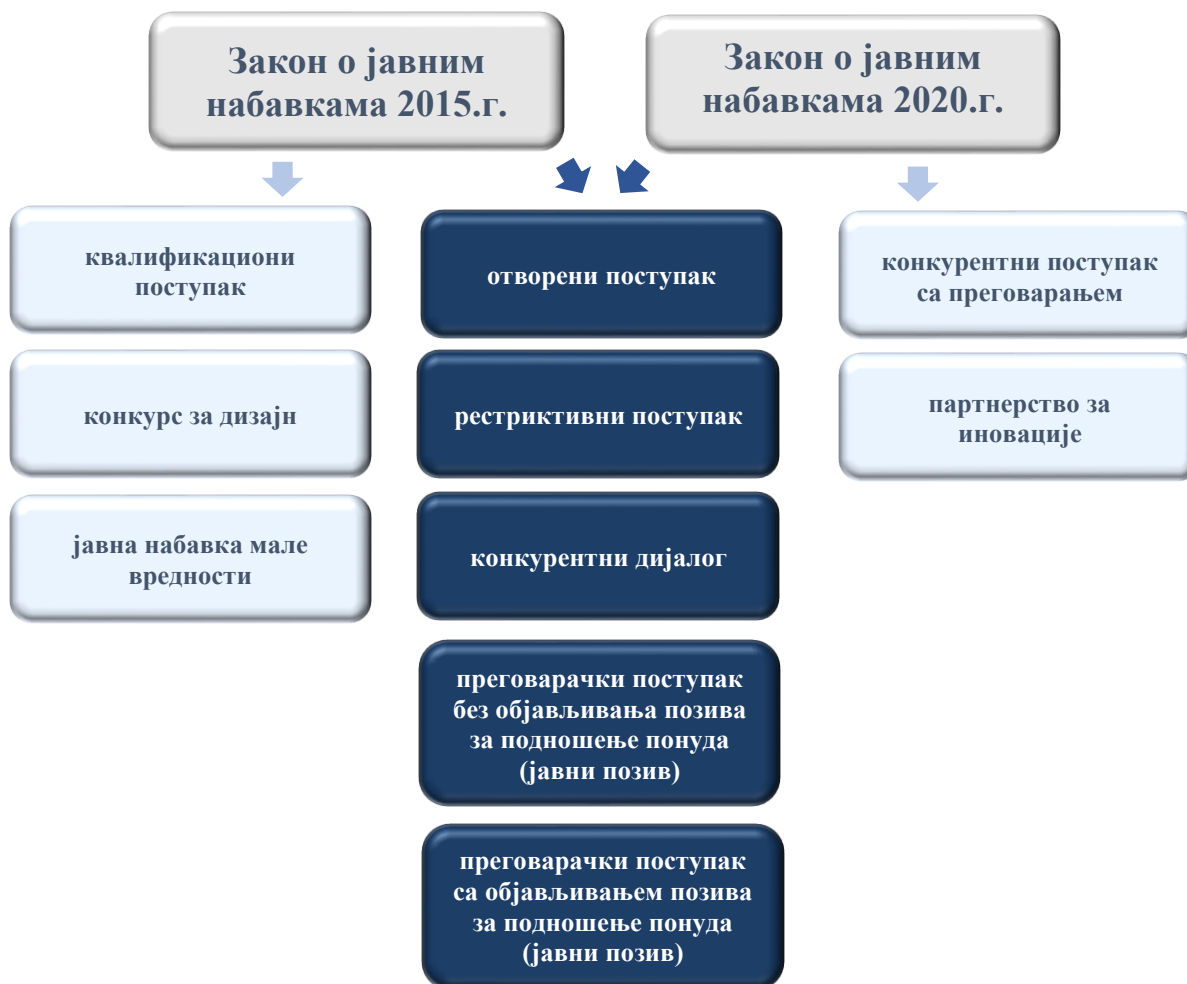 Закон о јавним
набавкама 2015.г.
Закон о јавним
набавкама 2020.г.
квалификациони
поступак
отворени поступак
конкурентни поступак
са преговарањем
конкурс за дизајн
рестриктивни поступак
партнерство за
иновације
јавна набавка мале
вредности
конкурентни дијалог
преговарачки поступак
без објављивања позива
за подношење понуда
(јавни позив)
преговарачки поступак
са објављивањем позива
за подношење понуда
(јавни позив)